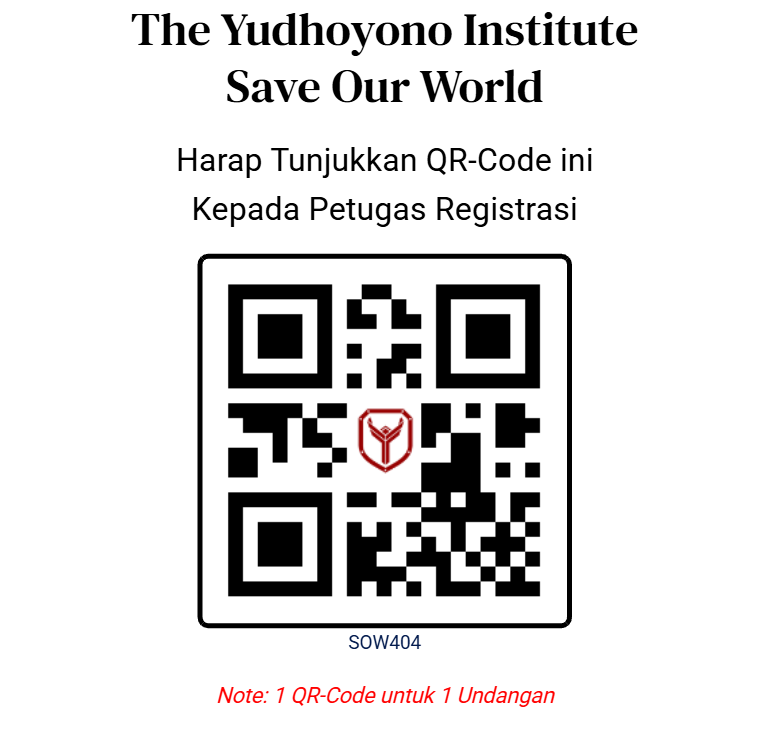 The Yudhoyono Institute
Save Our World
Harap Tunjukkan QR-Code ini
Kepada Petugas Registrasi
SOW404
Note: 1 QR-Code untuk 1 Undangan